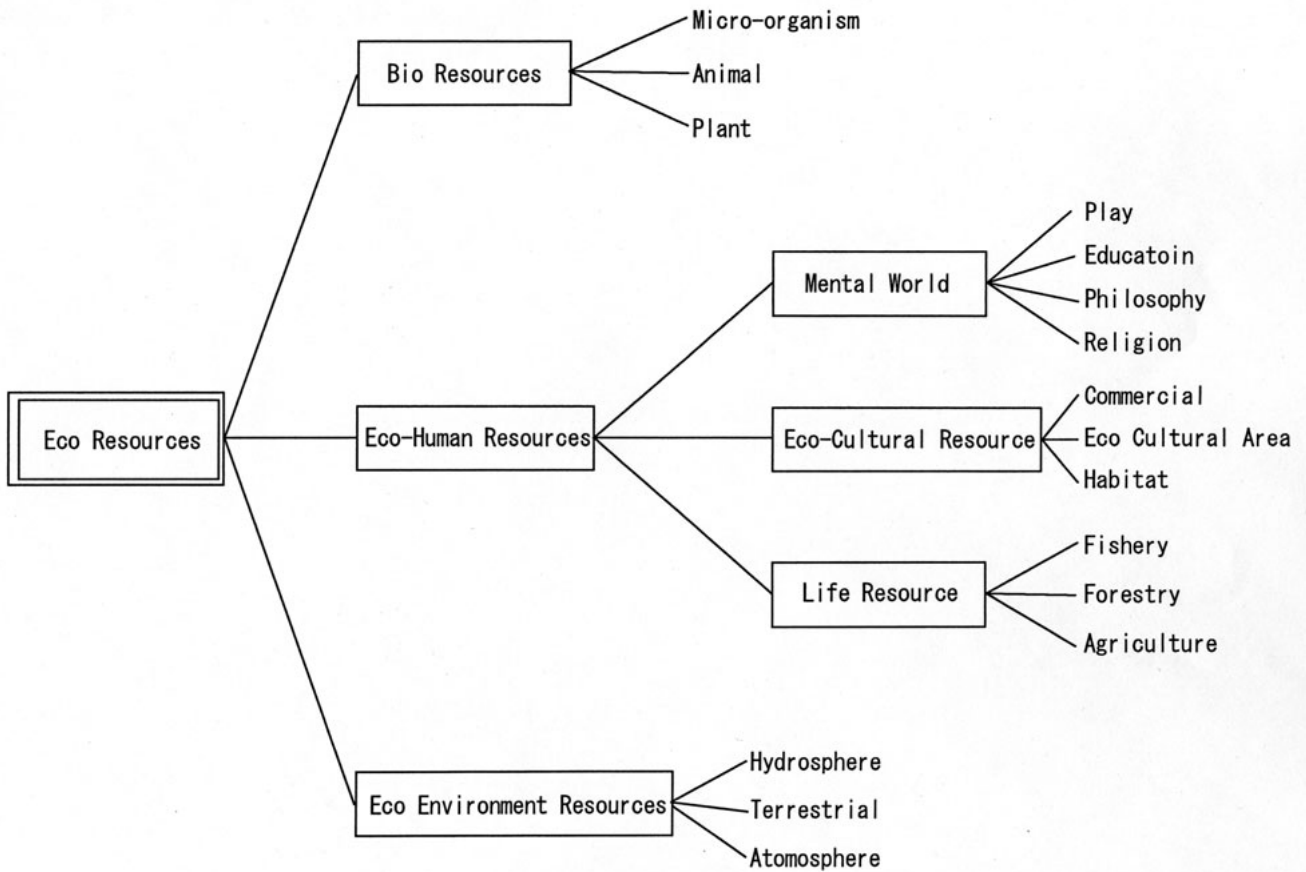 Eco Resources
Bio Resources
Micro-organism
Animal
Plant
Eco-Human Resources
Mental World
Play
Educatoin
Philosophy
Religion
Eco-Cultural Resource
Commercial
Eco Cultural Area
Habitat
Life Resource
Fishery
Forestry
Agriculture
Eco Environment Resources
Hydrosphere
Terrestrial
Atomosphere